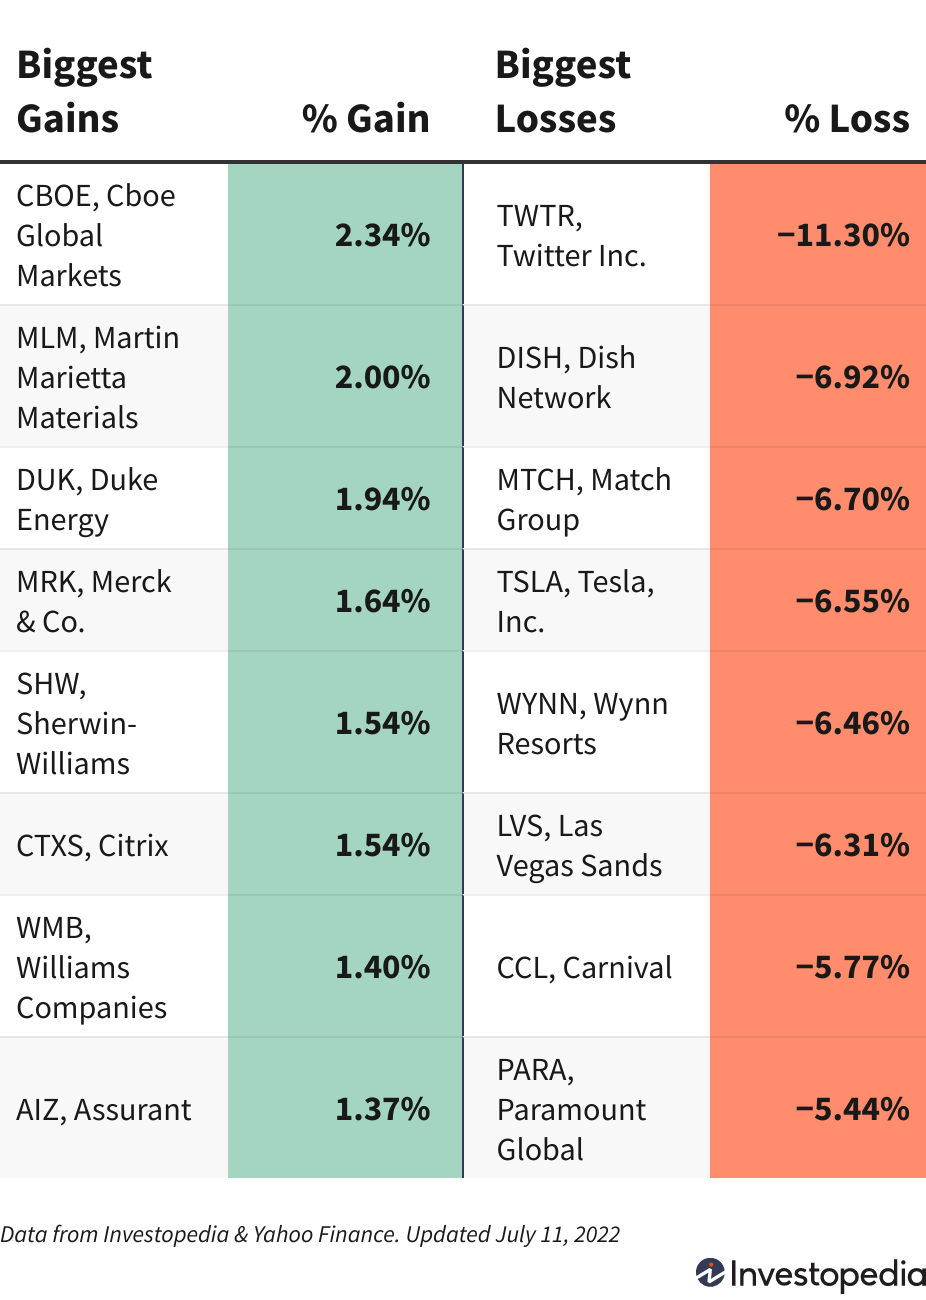 Biggest
Gains
% Gain
Biggest
Losses
% Loss
CBOE, Cboe
Global
Markets
2.34%
TWTR,
Twitter Inc.
−11.30%
MLM, Martin
Marietta
Materials
2.00%
DISH, Dish
Network
−6.92%
DUK, Duke
Energy
1.94%
MTCH, Match
Group
−6.70%
MRK, Merck
& Co.
1.64%
TSLA, Tesla,
Inc.
−6.55%
SHW,
Sherwin-
Williams
1.54%
WYNN, Wynn
Resorts
−6.46%
CTXS, Citrix
1.54%
LVS, Las
Vegas Sands
−6.31%
WMB,
Williams
Companies
1.40%
CCL, Carnival
−5.77%
AIZ, Assurant
1.37%
PARA,
Paramount
Global
−5.44%
Data from Investopedia & Yahoo Finance. Updated July 11, 2022
Investopedia